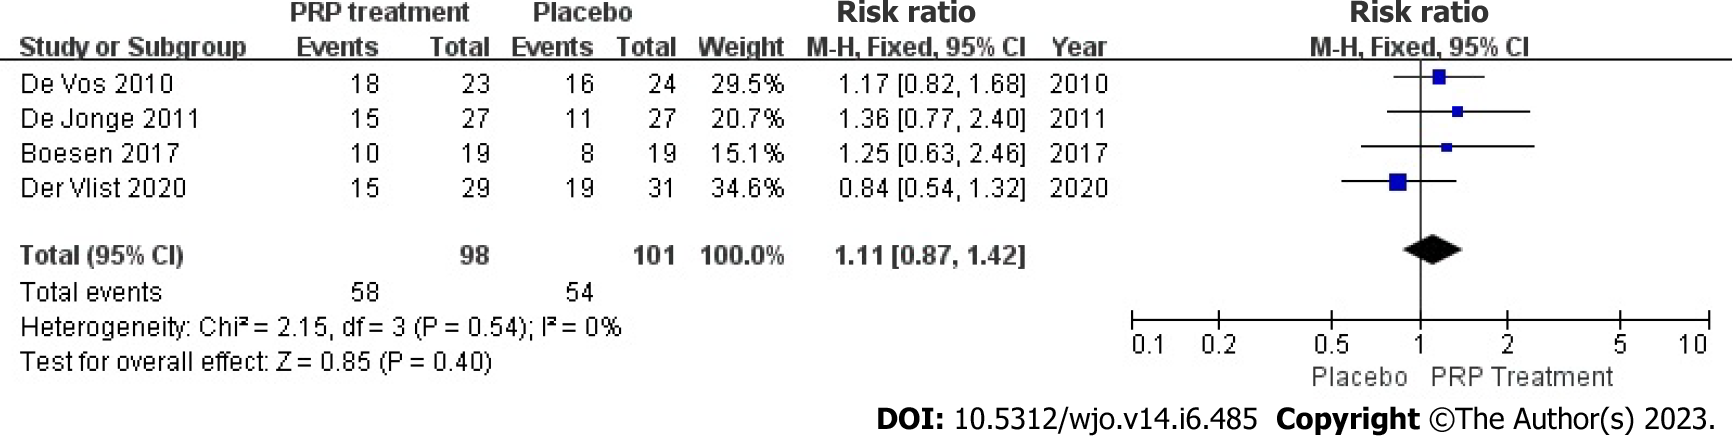 PRP treatment Placebo Risk ratio Risk ratio
Study or Subgroup Events Total Events Total Weight M-H, Fixed, 95% CI Year M-H, Fixed, 95% CI
De Vos 2010 18 23 16 24 29.5% 1.17 [0.82, 1.68] 2010
De Jonge 2011 15 27 11 27 20.7% 1.36 [0.77, 2.40] 2011
Boesen 2017 10 19 8 19 15.1% 1.25 [0.63, 2.46] 2017
Der Vlist 2020 15 29 19 31 34.6% 0.84 [0.54, 1.32] 2020
Total (95% CI) 98 101 100.0% 1.11 [0.87, 1.42]
Total events 58 54
Heterogeneity: Chi² = 2.15, df = 3 (P = 0.54); I² = 0%
Test for overall effect: Z = 0.85 (P = 0.40)
0.1 0.2 0.5 1 2 5 10
Placebo PRP Treatment
DOI: 10.5312/wjo.v14.i6.485 Copyright ©The Author(s) 2023.